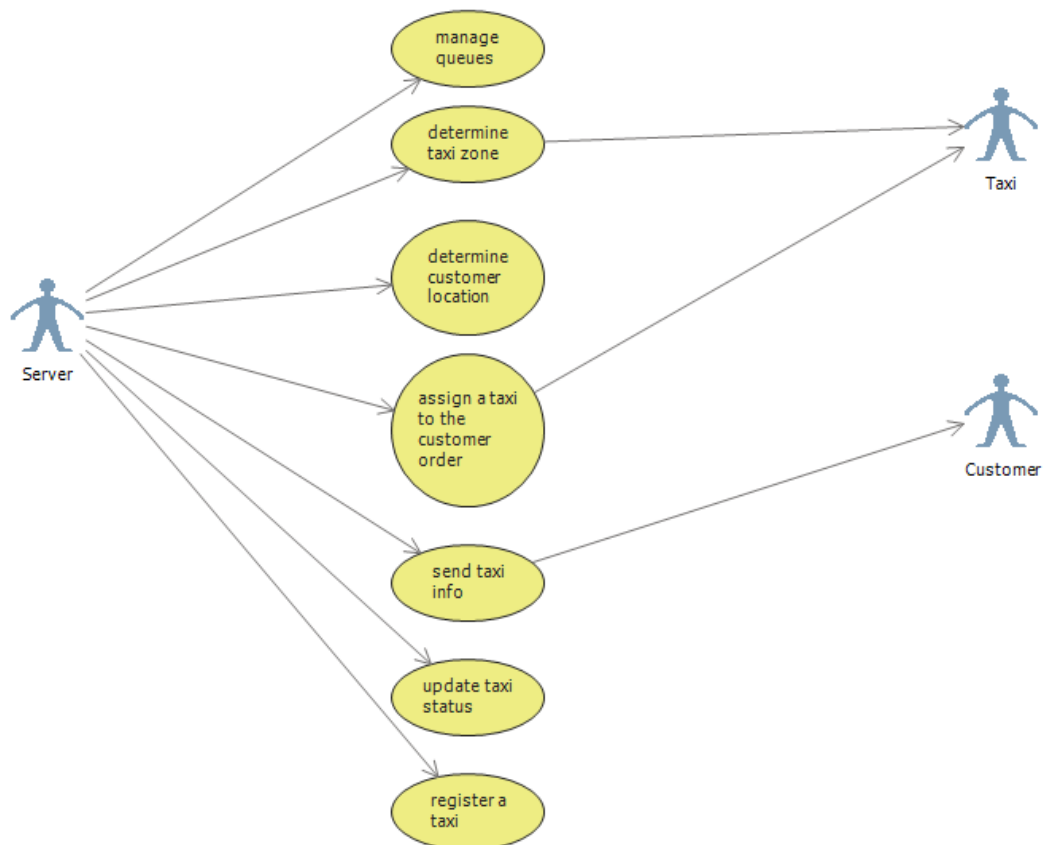 manage
queues
determine
taxi zone
Taxi
determine
customer
location
Server
assign a taxi
to the
customer
order
Customer
send taxi
info
update taxi
status
register a
taxi